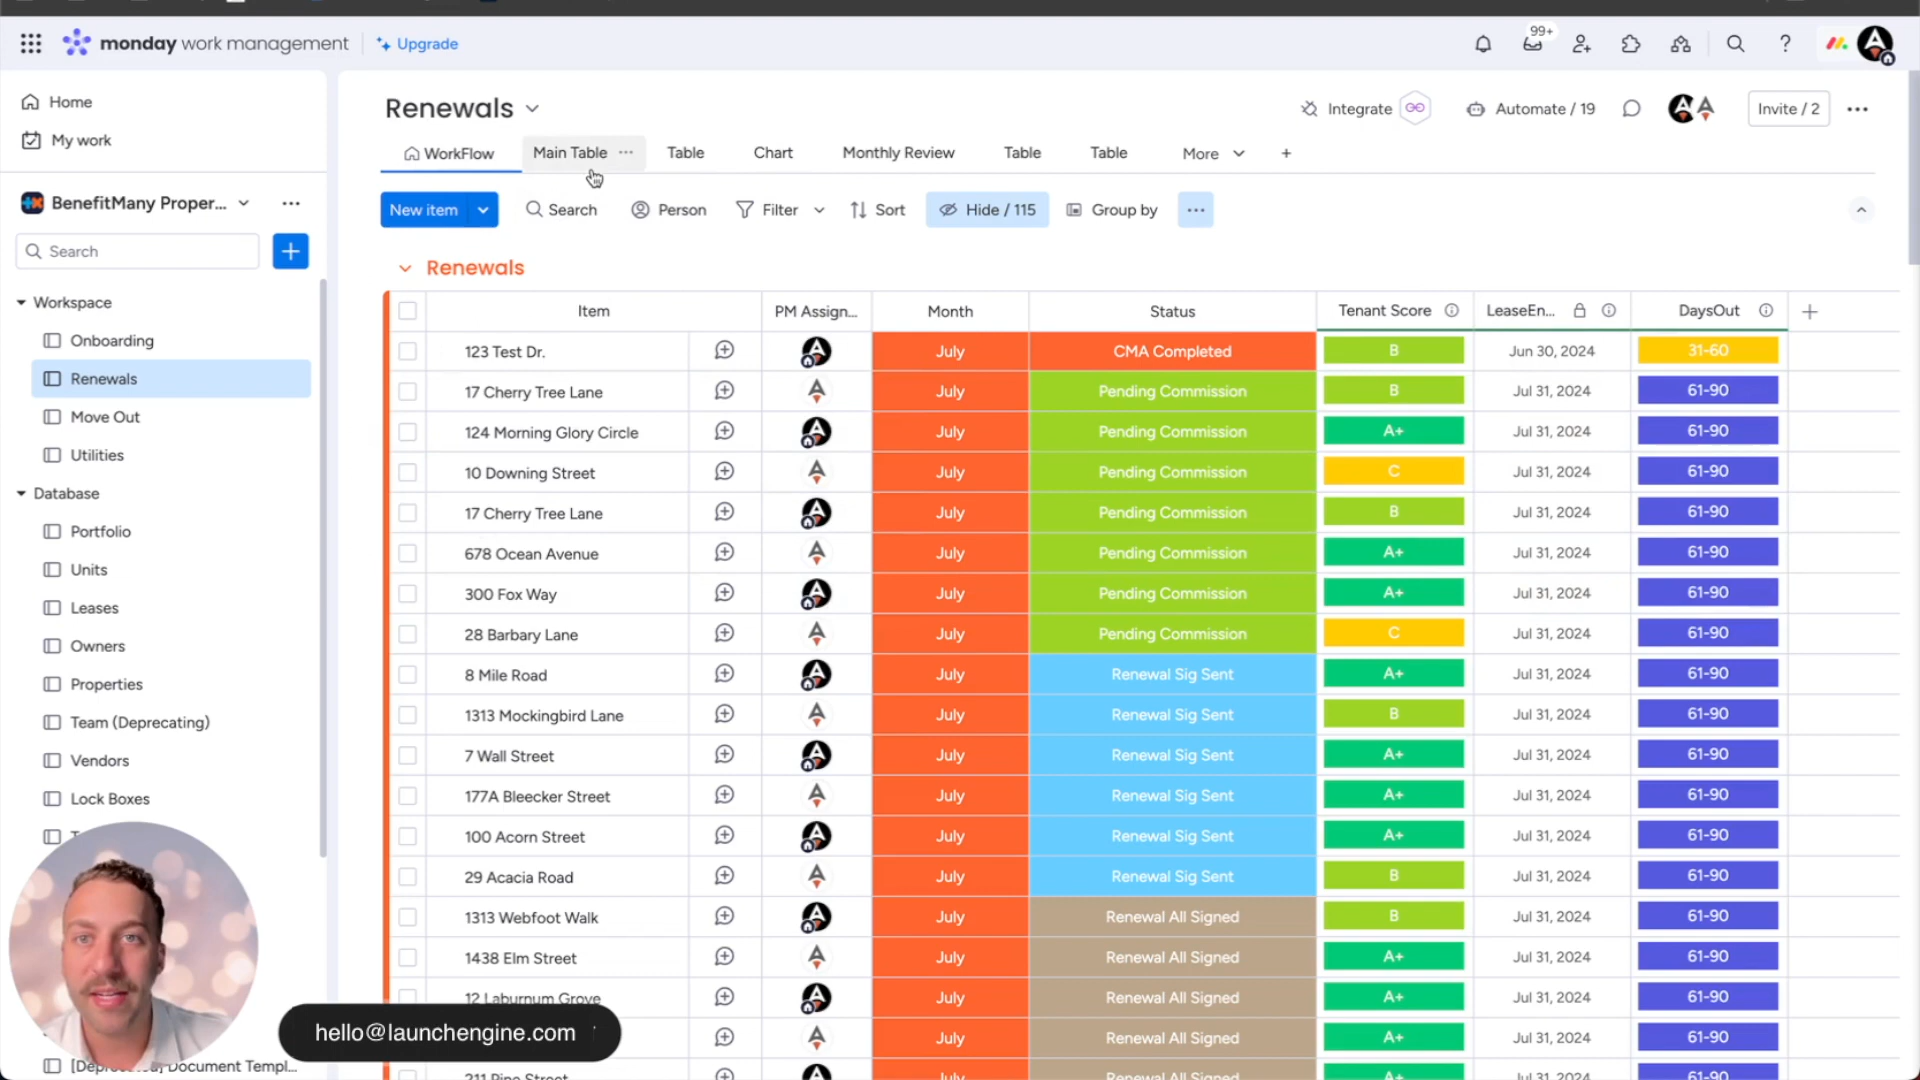 monday work management
Upgrade
99+
Home
My work
BenefitMany Proper...
Search
Workspace
Onboarding
Renewals
Move Out
Utilities
Database
Portfolio
Units
Leases
Owners
Properties
Team (Deprecating)
Vendors
Lock Boxes
Document Templ...
hello@launchengine.com
Renewals
Integrate
Automate / 19
Invite / 2
WorkFlow Main Table Table Chart Monthly Review Table Table More
New item Search Person Filter Sort Hide / 115 Group by
Renewals
Item PM Assign... Month Status Tenant Score LeaseEn... DaysOut
123 Test Dr. July CMA Completed B Jun 30, 2024 31-60
17 Cherry Tree Lane July Pending Commission B Jul 31, 2024 61-90
124 Morning Glory Circle July Pending Commission A+ Jul 31, 2024 61-90
10 Downing Street July Pending Commission C Jul 31, 2024 61-90
17 Cherry Tree Lane July Pending Commission B Jul 31, 2024 61-90
678 Ocean Avenue July Pending Commission A+ Jul 31, 2024 61-90
300 Fox Way July Pending Commission A+ Jul 31, 2024 61-90
28 Barbary Lane July Pending Commission C Jul 31, 2024 61-90
8 Mile Road July Renewal Sig Sent A+ Jul 31, 2024 61-90
1313 Mockingbird Lane July Renewal Sig Sent B Jul 31, 2024 61-90
7 Wall Street July Renewal Sig Sent A+ Jul 31, 2024 61-90
177A Bleecker Street July Renewal Sig Sent A+ Jul 31, 2024 61-90
100 Acorn Street July Renewal Sig Sent A+ Jul 31, 2024 61-90
29 Acacia Road July Renewal Sig Sent B Jul 31, 2024 61-90
1313 Webfoot Walk July Renewal All Signed B Jul 31, 2024 61-90
1438 Elm Street July Renewal All Signed A+ Jul 31, 2024 61-90
12 Laburnum Grove July Renewal All Signed A+ Jul 31, 2024 61-90
July Renewal All Signed A+ Jul 31, 2024 61-90
211 Pine Street July Renewal All Signed A+ Jul 31, 2024 61-90